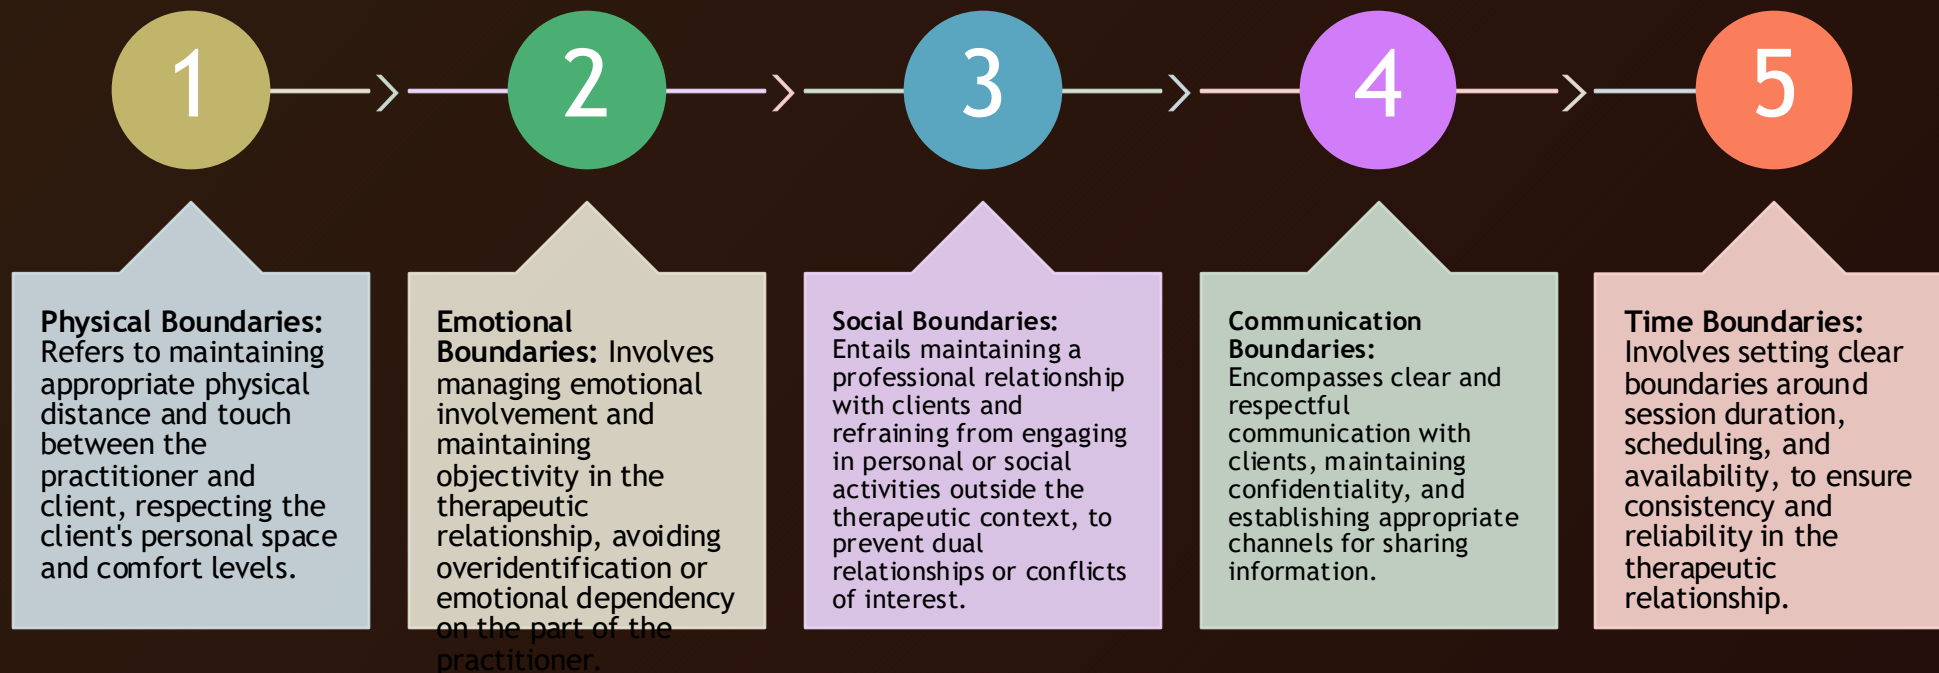 1
2
3
4
5
Physical Boundaries:
Refers to maintaining
appropriate physical
distance and touch
between the
practitioner and
client, respecting the
client's personal space
and comfort levels.
Emotional
Boundaries: Involves
managing emotional
involvement and
maintaining
objectivity in the
therapeutic
relationship, avoiding
overidentification or
emotional dependency
on the part of the
practitioner.
Social Boundaries:
Entails maintaining a
professional relationship
with clients and
refraining from engaging
in personal or social
activities outside the
therapeutic context, to
prevent dual
relationships or conflicts
of interest.
Communication
Boundaries:
Encompasses clear and
respectful
communication with
clients, maintaining
confidentiality, and
establishing appropriate
channels for sharing
information.
Time Boundaries:
Involves setting clear
boundaries around
session duration,
scheduling, and
availability, to ensure
consistency and
reliability in the
therapeutic
relationship.